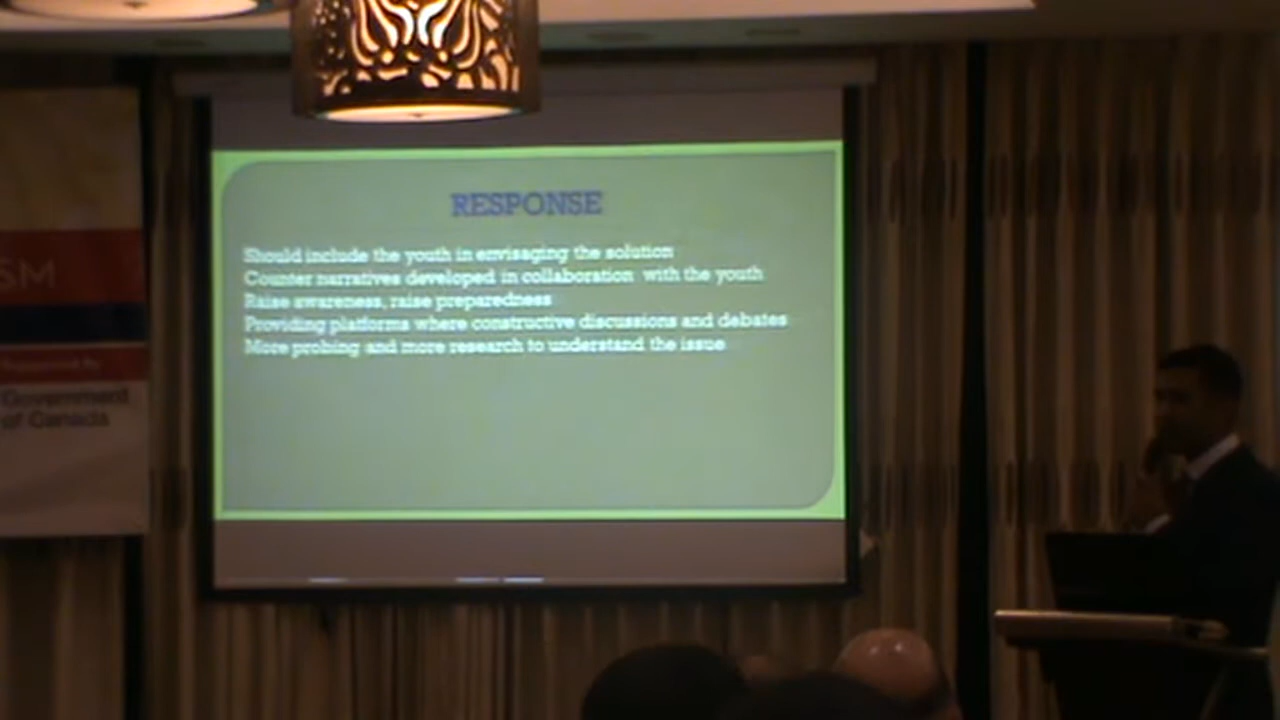 RESPONSE
Should include the youth in envisaging the solution
Counter narratives developed in collaboration with the youth
Raise awareness, raise preparedness
Providing platforms where constructive discussions and debates
More probing and more research to understand the issue
SM
Government
of Canada